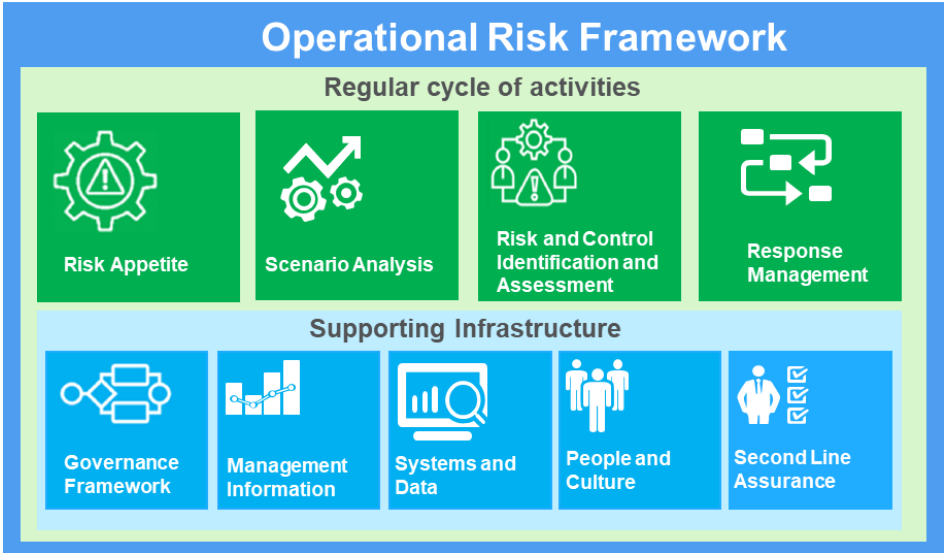 Operational Risk Framework
Regular cycle of activities
Risk Appetite
Scenario Analysis
Risk and Control
Identification and
Assessment
Response
Management
Supporting Infrastructure
Governance
Framework
Management
Information
Systems and
Data
People and
Culture
Second Line
Assurance